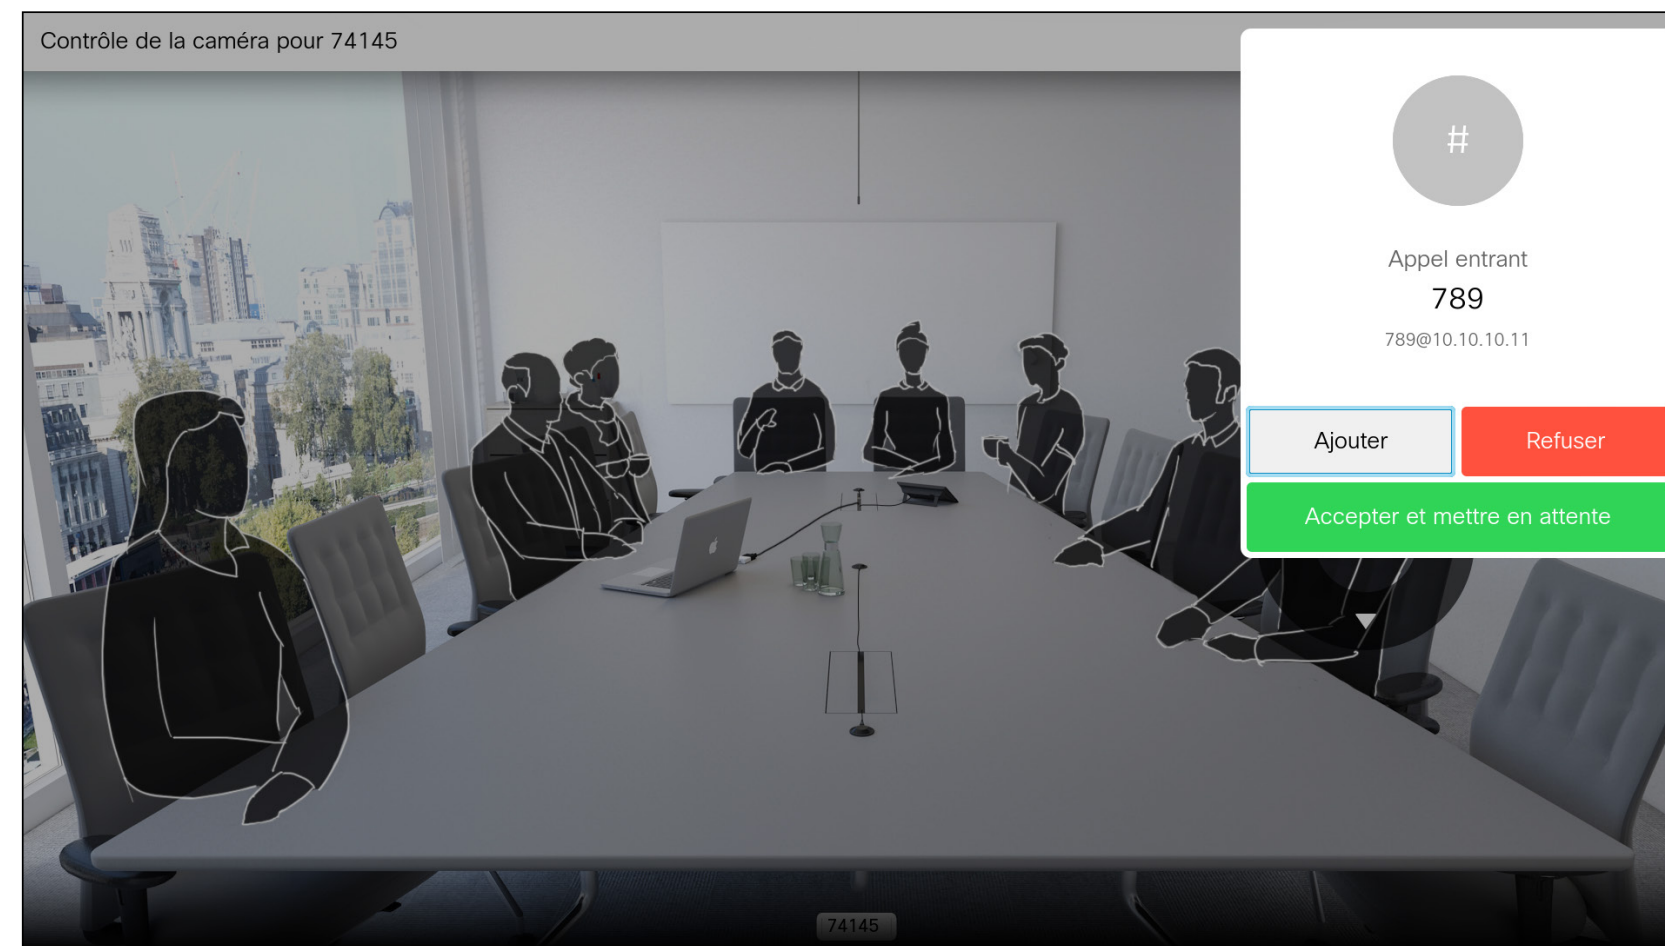 Contrôle de la caméra pour 74145
#
Appel entrant
789
789@10.10.10.11
Ajouter
Refuser
Accepter et mettre en attente
74145